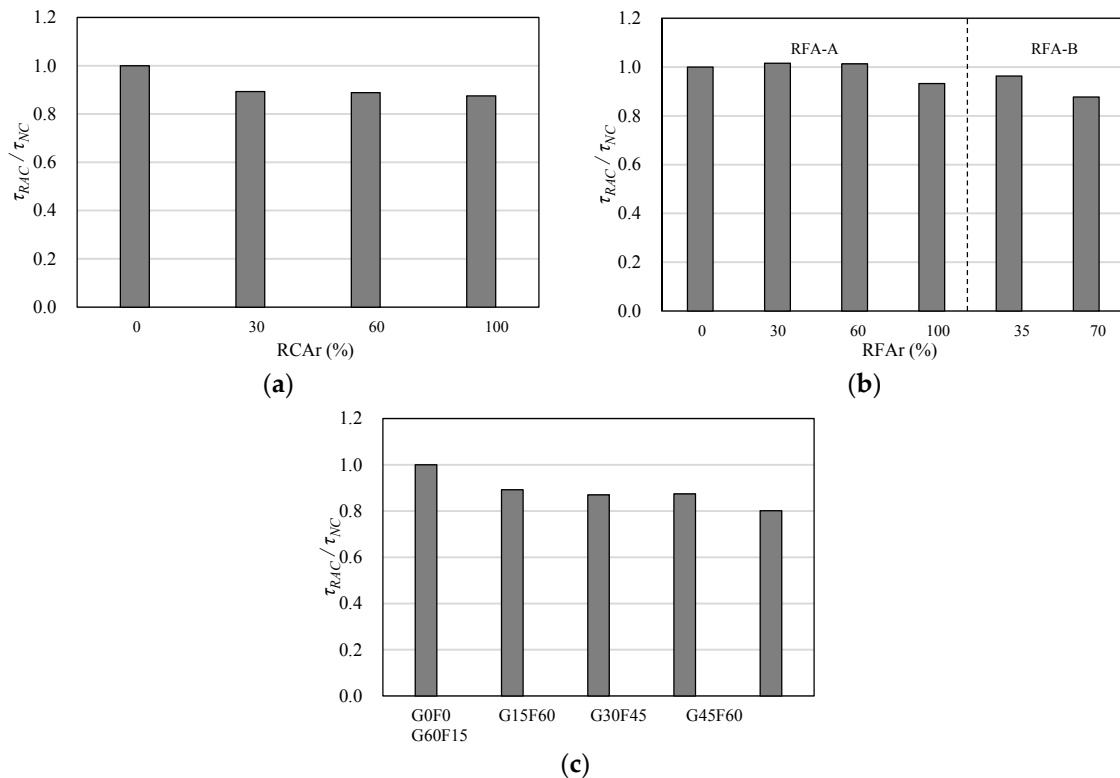 1.2
1.0
0.8
0.6
0.4
0.2
0.0
τRAC / τNC
0 30 60 100
RCAr (%)
(a)
1.2
1.0
0.8
0.6
0.4
0.2
0.0
τRAC / τNC
RFA-A RFA-B
0 30 60 100 35 70
RFAr (%)
(b)
1.2
1.0
0.8
0.6
0.4
0.2
0.0
τRAC / τNC
G0F0 G15F60 G30F45 G45F60
G60F15
(c)